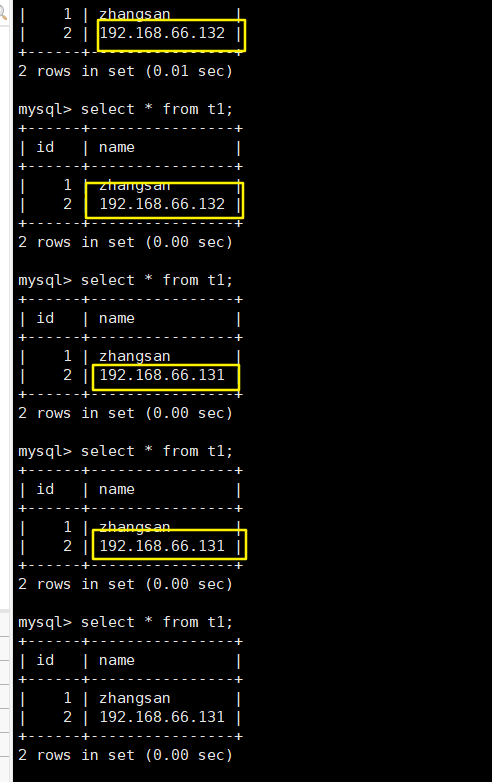 |    1 | zhangsan       |
|    2 | 192.168.66.132 |
+------+----------------+
2 rows in set (0.01 sec)

mysql> select * from t1;
+------+----------------+
| id   | name           |
+------+----------------+
|    1 | zhangsan       |
|    2 | 192.168.66.132 |
+------+----------------+
2 rows in set (0.00 sec)

mysql> select * from t1;
+------+----------------+
| id   | name           |
+------+----------------+
|    1 | zhangsan       |
|    2 | 192.168.66.131 |
+------+----------------+
2 rows in set (0.00 sec)

mysql> select * from t1;
+------+----------------+
| id   | name           |
+------+----------------+
|    1 | zhangsan       |
|    2 | 192.168.66.131 |
+------+----------------+
2 rows in set (0.00 sec)

mysql> select * from t1;
+------+----------------+
| id   | name           |
+------+----------------+
|    1 | zhangsan       |
|    2 | 192.168.66.131 |
+------+----------------+
2 rows in set (0.00 sec)